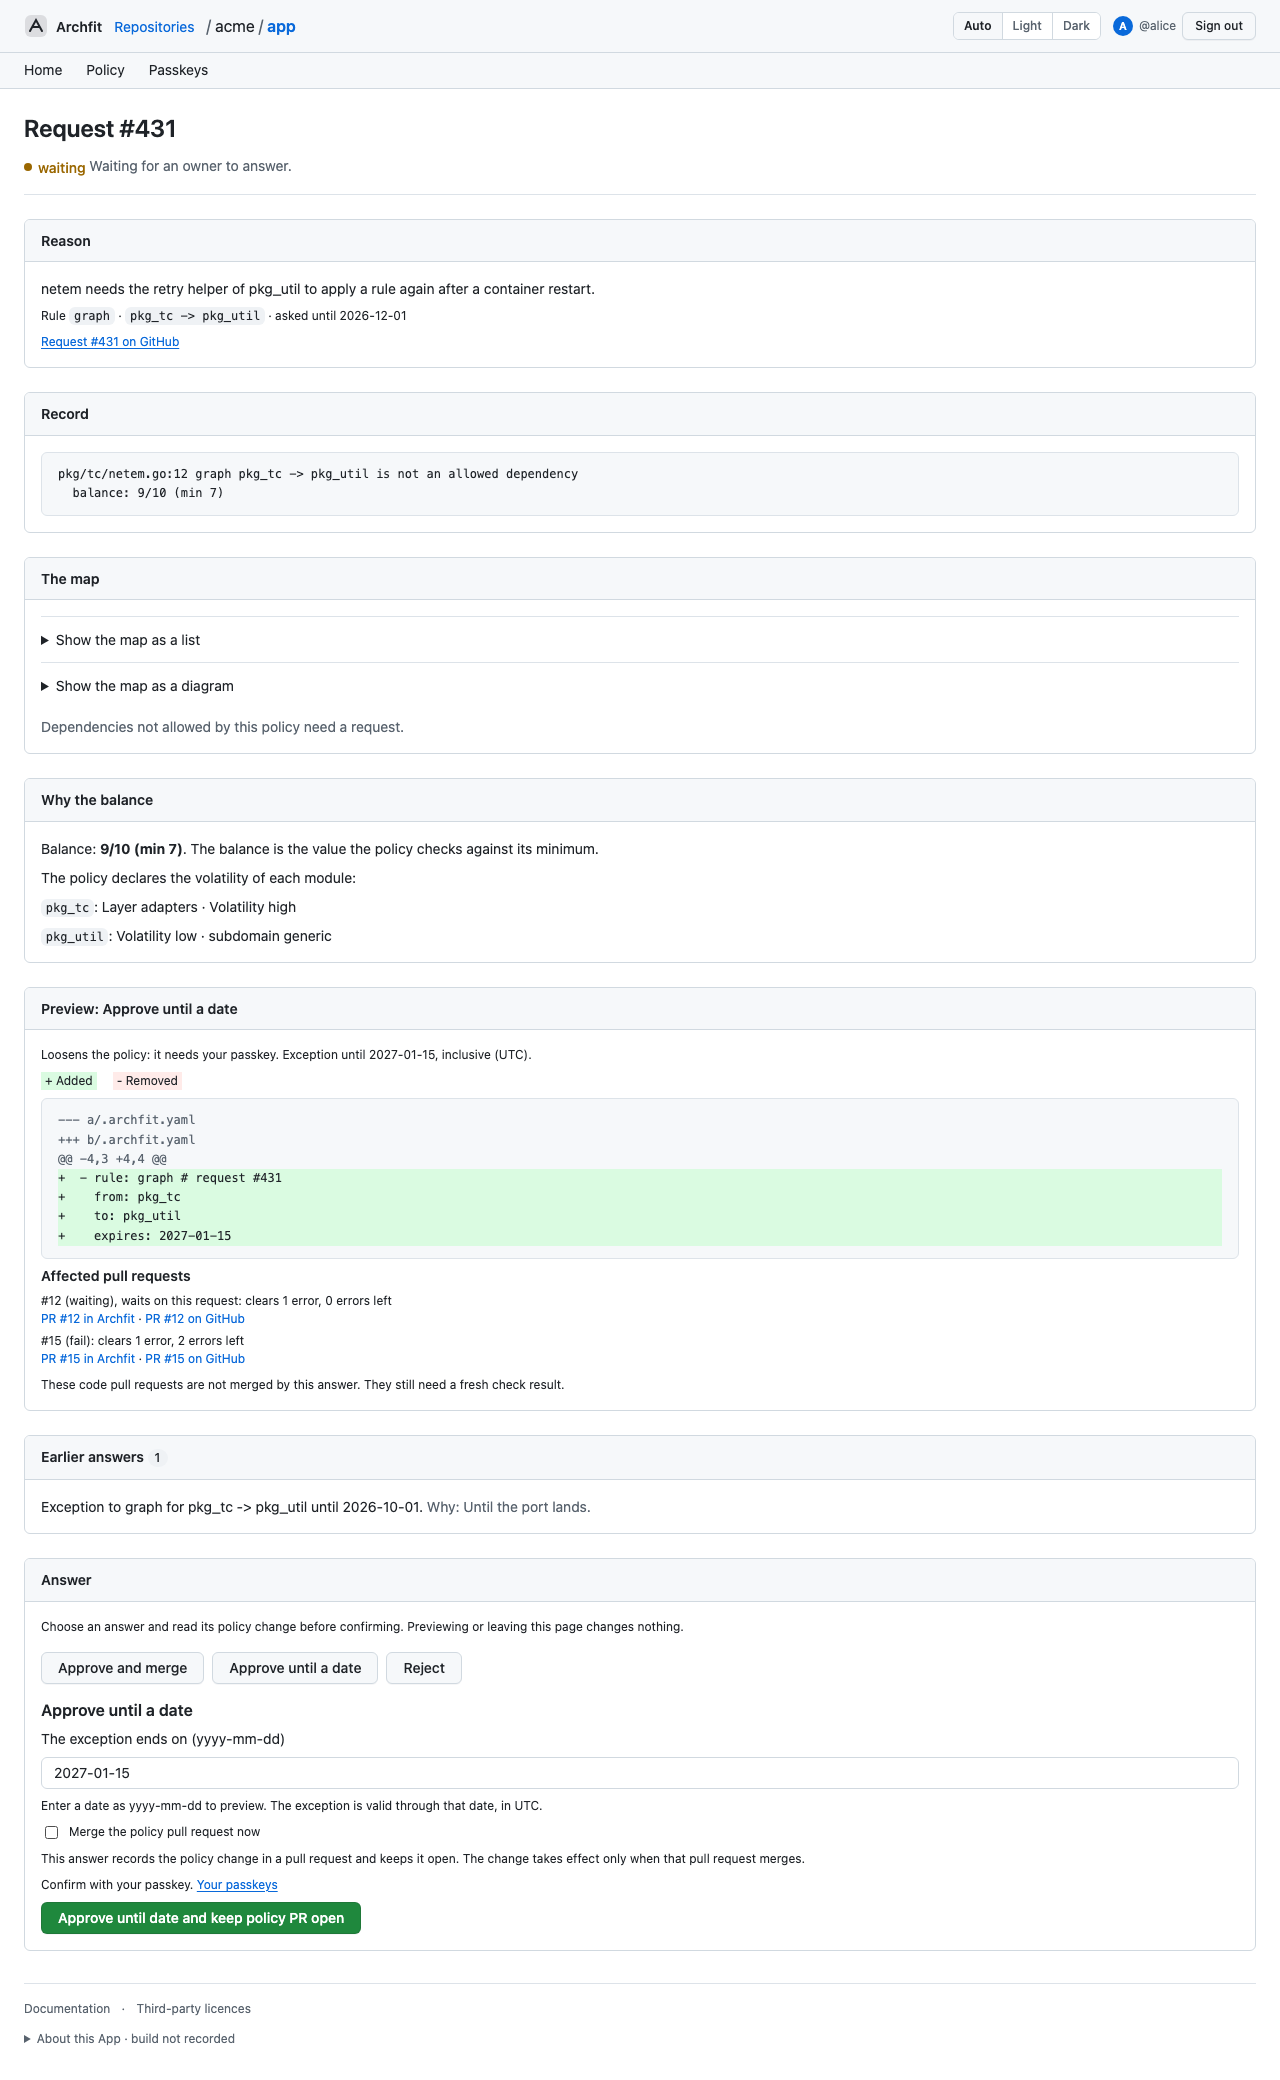 Archfit Repositories / acme / app Auto Light Dark A @alice Sign out
Home Policy Passkeys
Request #431
waiting Waiting for an owner to answer.
Reason
netem needs the retry helper of pkg_util to apply a rule again after a container restart.
Rule graph · pkg_tc -> pkg_util · asked until 2026-12-01
Request #431 on GitHub
Record
pkg/tc/netem.go:12 graph pkg_tc -> pkg_util is not an allowed dependency
balance: 9/10 (min 7)
The map
Show the map as a list
Show the map as a diagram
Dependencies not allowed by this policy need a request.
Why the balance
Balance: 9/10 (min 7). The balance is the value the policy checks against its minimum.
The policy declares the volatility of each module:
pkg_tc: Layer adapters · Volatility high
pkg_util: Volatility low · subdomain generic
Preview: Approve until a date
Loosens the policy: it needs your passkey. Exception until 2027-01-15, inclusive (UTC).
+ Added - Removed
--- a/.archfit.yaml
+++ b/.archfit.yaml
@@ -4,3 +4,4 @@
+  - rule: graph # request #431
+    from: pkg_tc
+    to: pkg_util
+    expires: 2027-01-15
Affected pull requests
#12 (waiting), waits on this request: clears 1 error, 0 errors left
PR #12 in Archfit · PR #12 on GitHub
#15 (fail): clears 1 error, 2 errors left
PR #15 in Archfit · PR #15 on GitHub
These code pull requests are not merged by this answer. They still need a fresh check result.
Earlier answers 1
Exception to graph for pkg_tc -> pkg_util until 2026-10-01. Why: Until the port lands.
Answer
Choose an answer and read its policy change before confirming. Previewing or leaving this page changes nothing.
Approve and merge Approve until a date Reject
Approve until a date
The exception ends on (yyyy-mm-dd)
2027-01-15
Enter a date as yyyy-mm-dd to preview. The exception is valid through that date, in UTC.
Merge the policy pull request now
This answer records the policy change in a pull request and keeps it open. The change takes effect only when that pull request merges.
Confirm with your passkey. Your passkeys
Approve until date and keep policy PR open
Documentation · Third-party licences
About this App · build not recorded